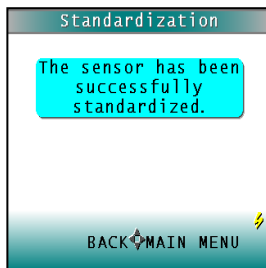 Standardization
The sensor has been
successfully
standardized.
BACK MAIN MENU